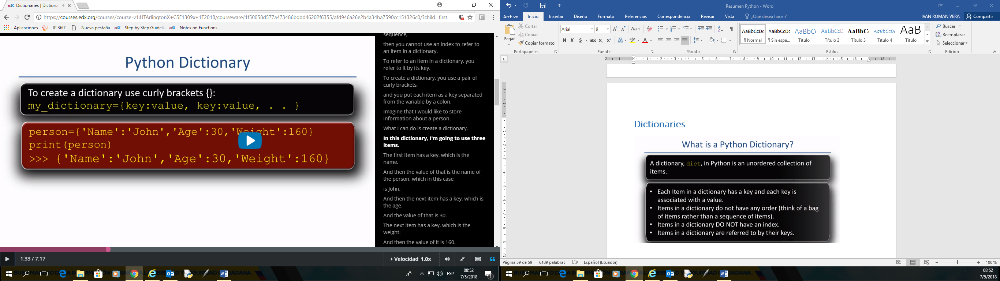 Dictionaries | Dictiona
https://courses.edx.org/courses/course-v1:UTArlingtonX+CSE1309x+1T2018/courseware/1f50058d577a473486bddd46202f6355/afd946a26e2b4a34ba7590cc151326c0/?child=first
Aplicaciones IP 360° Nueva pestaña Step by Step Guideli Notes on Functions
Python Dictionary
To create a dictionary use curly brackets {}:
my_dictionary={key:value, key:value, . . }
person={'Name':'John','Age':30,'Weight':160}
print(person)
>>> {'Name':'John','Age':30,'Weight':160}
sequence,
then you cannot use an index to refer to
an item in a dictionary.
To refer to an item in a dictionary, you
refer to it by its key.
To create a dictionary, you use a pair of
curly brackets,
and you put each item as a key separated
from the variable by a colon.
Imagine that I would like to store
information about a person.
What I can do is create a dictionary.
In this dictionary, I'm going to use three
items.
The first item has a key, which is the
name.
And then the value of that is the name of
the person, which in this case
is John.
And then the next item has a key, which is
the age.
And the value of that is 30.
The next item has a key, which is the
weight.
And then the value of it is 160.
1:33 / 7:17
Velocidad 1.0x
ESP
08:52
7/5/2018
Resumen Python - Word
Archivo Inicio Insertar Diseño Formato Referencias Correspondencia Revisar Vista ¿Qué desea hacer? IVAN ROMAN VERA Compartir
Pegar
Cortar
Copiar
Copiar formato
Portapapeles
Arial 9
N K S abc x₂ x²
Fuente
Párrafo
AaBbCcDc AaBbCcDc AaBbC( AaBbCcE AaBbC AaBbCcDc AaB
¶ Normal ¶ Sin espa... Título 1 Título 2 Título 3 Título 4 Título
Estilos
Buscar
Reemplazar
Seleccionar
Edición
Dictionaries
What is a Python Dictionary?
A dictionary, dict, in Python is an unordered collection of
items.
• Each Item in a dictionary has a key and each key is
associated with a value.
• Items in a dictionary do not have any order (think of a bag
of items rather than a sequence of items).
• Items in a dictionary DO NOT have an index.
• Items in a dictionary are referred to by their keys.
Página 59 de 59 6189 palabras Español (Ecuador) 100 %
08:52
7/5/2018